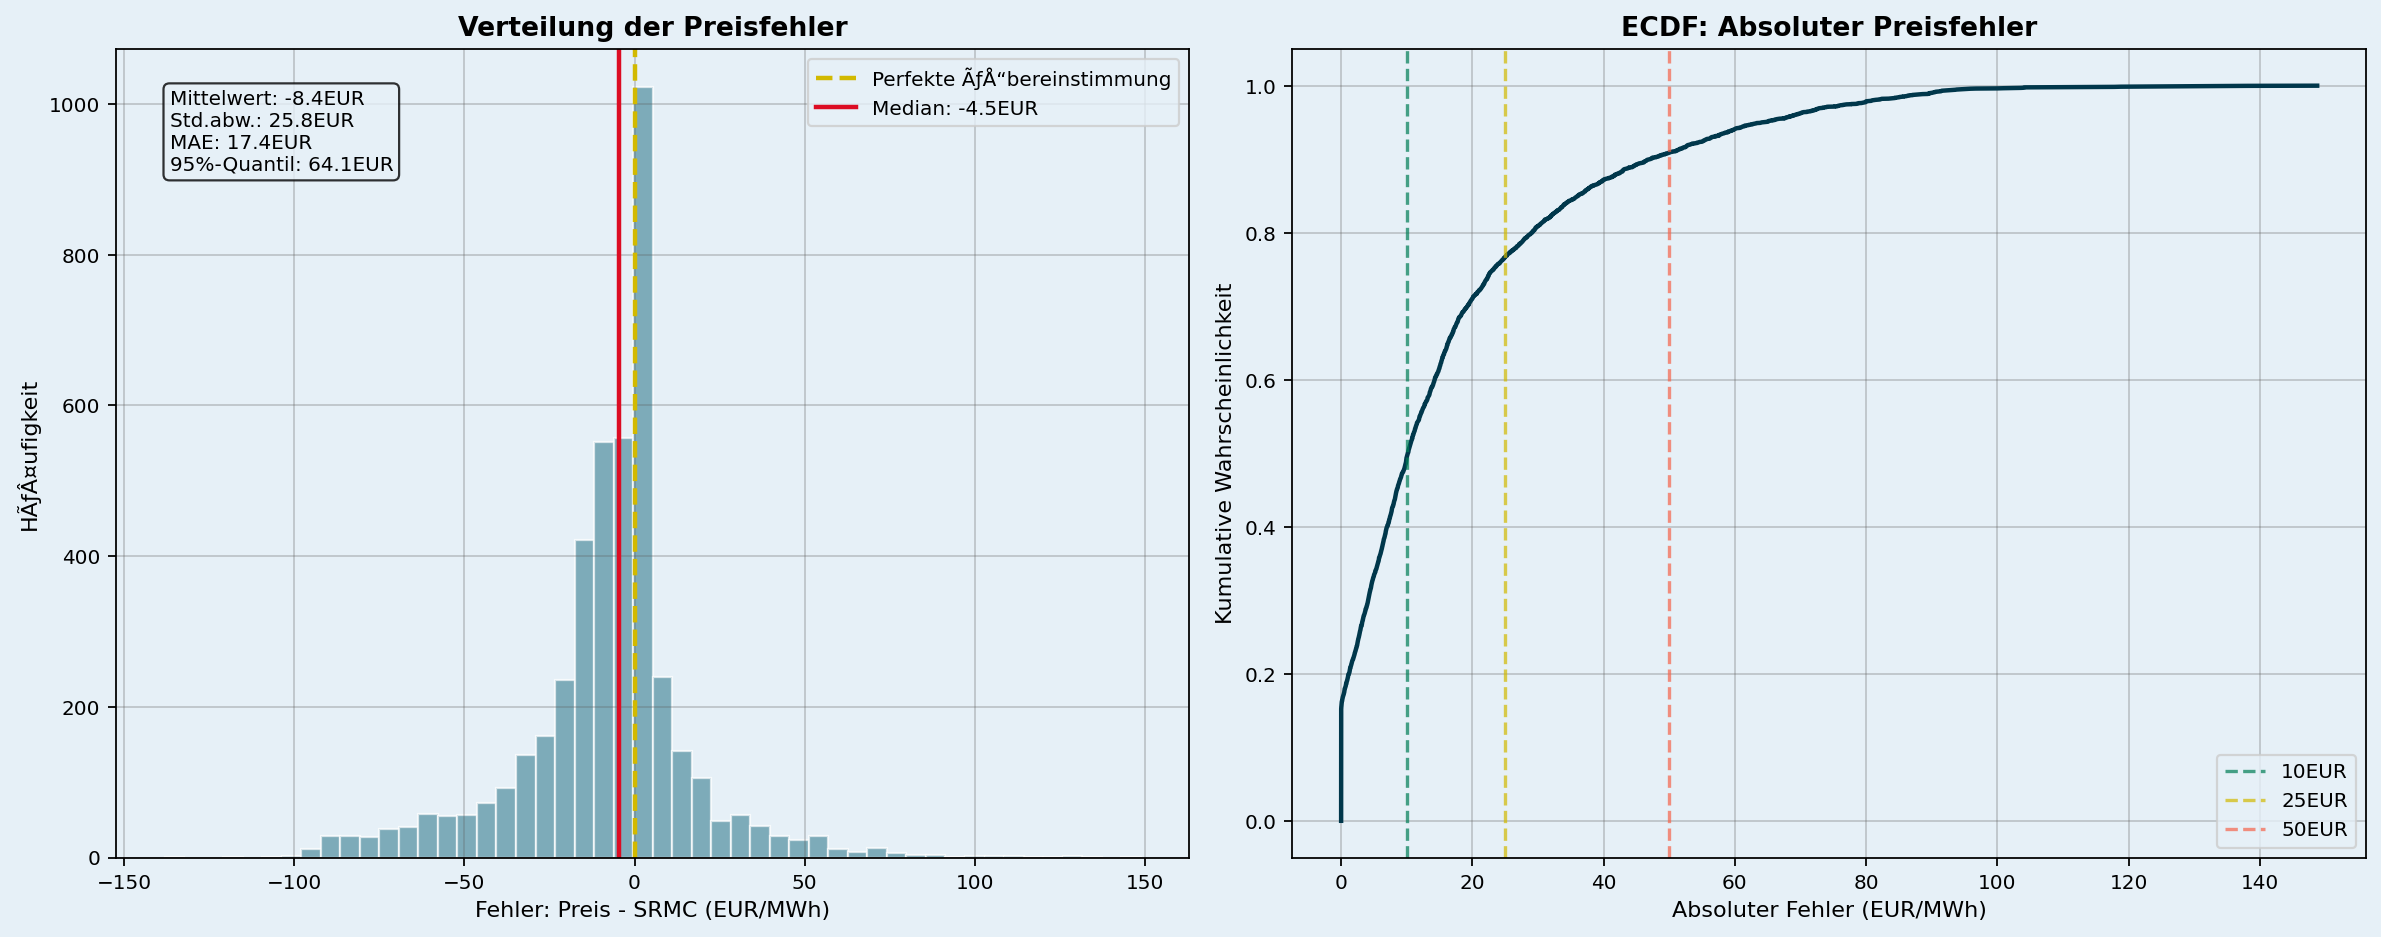 Verteilung der Preisfehler
Mittelwert: -8.4EUR
Std.abw.: 25.8EUR
MAE: 17.4EUR
95%-Quantil: 64.1EUR
Perfekte ÃƒÅ“bereinstimmung
Median: -4.5EUR
HÃƒÂ¤ufigkeit
1000
800
600
400
200
0
−150 −100 −50 0 50 100 150
Fehler: Preis - SRMC (EUR/MWh)
ECDF: Absoluter Preisfehler
Kumulative Wahrscheinlichkeit
1.0
0.8
0.6
0.4
0.2
0.0
10EUR
25EUR
50EUR
0 20 40 60 80 100 120 140
Absoluter Fehler (EUR/MWh)